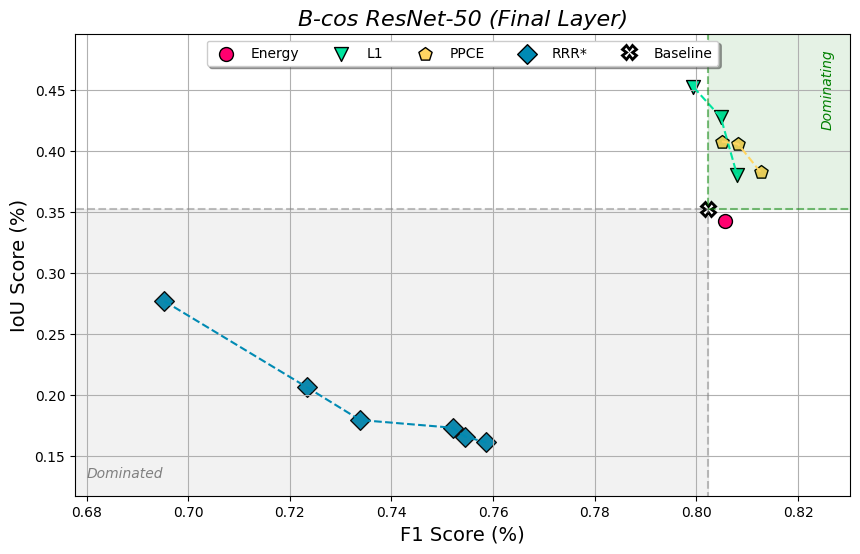 B-cos ResNet-50 (Final Layer)
Energy L1 PPCE RRR* Baseline
Dominating
0.45
0.40
0.35
0.30
0.25
0.20
0.15
IoU Score (%)
Dominated
0.68 0.70 0.72 0.74 0.76 0.78 0.80 0.82
F1 Score (%)